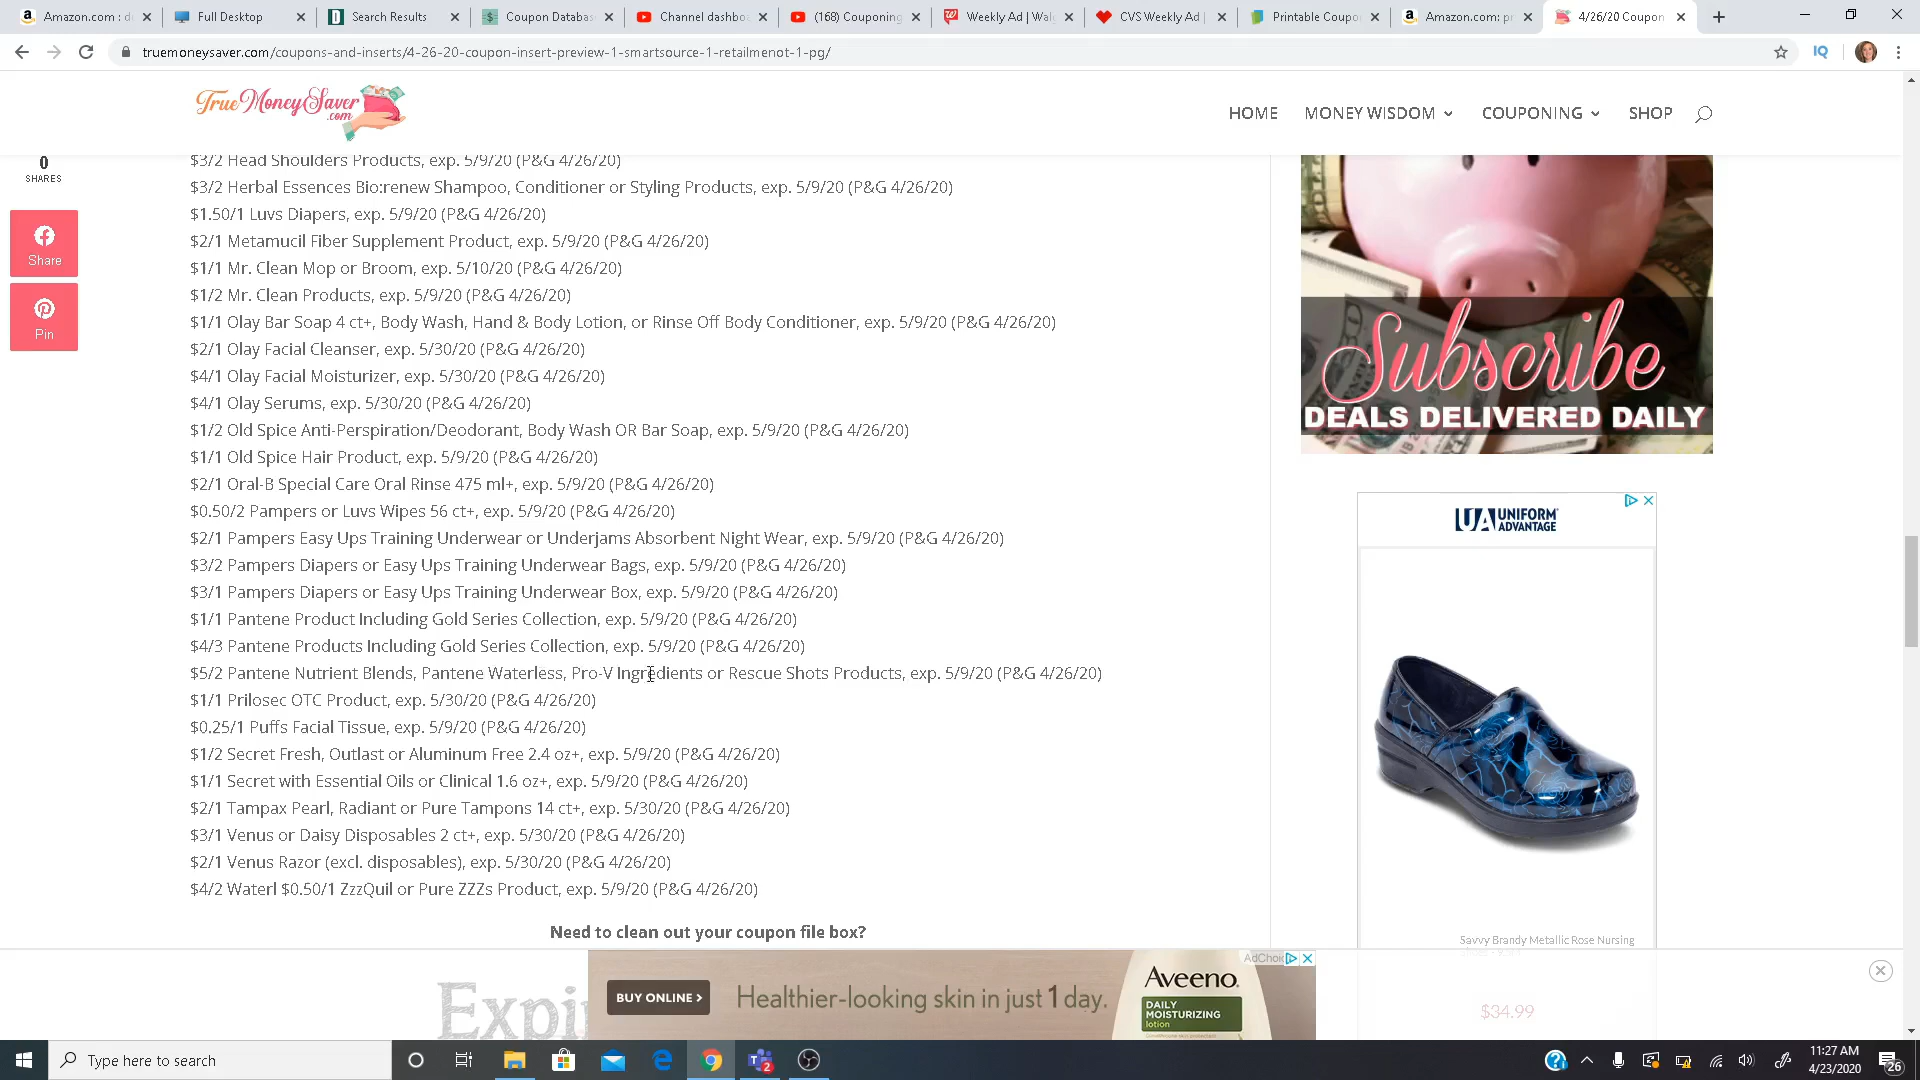 Amazon.com : d
Full Desktop
Search Results
Coupon Databas
Channel dashbo
(168) Couponing
Weekly Ad | Wal
CVS Weekly Ad |
Printable Coupo
Amazon.com: p
4/26/20 Coupon
truemoneysaver.com/coupons-and-inserts/4-26-20-coupon-insert-preview-1-smartsource-1-retailmenot-1-pg/
IQ
True Money Saver .com
HOME
MONEY WISDOM
COUPONING
SHOP
0
SHARES
Share
Pin
$3/2 Head Shoulders Products, exp. 5/9/20 (P&G 4/26/20)
$3/2 Herbal Essences Bio:renew Shampoo, Conditioner or Styling Products, exp. 5/9/20 (P&G 4/26/20)
$1.50/1 Luvs Diapers, exp. 5/9/20 (P&G 4/26/20)
$2/1 Metamucil Fiber Supplement Product, exp. 5/9/20 (P&G 4/26/20)
$1/1 Mr. Clean Mop or Broom, exp. 5/10/20 (P&G 4/26/20)
$1/2 Mr. Clean Products, exp. 5/9/20 (P&G 4/26/20)
$1/1 Olay Bar Soap 4 ct+, Body Wash, Hand & Body Lotion, or Rinse Off Body Conditioner, exp. 5/9/20 (P&G 4/26/20)
$2/1 Olay Facial Cleanser, exp. 5/30/20 (P&G 4/26/20)
$4/1 Olay Facial Moisturizer, exp. 5/30/20 (P&G 4/26/20)
$4/1 Olay Serums, exp. 5/30/20 (P&G 4/26/20)
$1/2 Old Spice Anti-Perspiration/Deodorant, Body Wash OR Bar Soap, exp. 5/9/20 (P&G 4/26/20)
$1/1 Old Spice Hair Product, exp. 5/9/20 (P&G 4/26/20)
$2/1 Oral-B Special Care Oral Rinse 475 ml+, exp. 5/9/20 (P&G 4/26/20)
$0.50/2 Pampers or Luvs Wipes 56 ct+, exp. 5/9/20 (P&G 4/26/20)
$2/1 Pampers Easy Ups Training Underwear or Underjams Absorbent Night Wear, exp. 5/9/20 (P&G 4/26/20)
$3/2 Pampers Diapers or Easy Ups Training Underwear Bags, exp. 5/9/20 (P&G 4/26/20)
$3/1 Pampers Diapers or Easy Ups Training Underwear Box, exp. 5/9/20 (P&G 4/26/20)
$1/1 Pantene Product Including Gold Series Collection, exp. 5/9/20 (P&G 4/26/20)
$4/3 Pantene Products Including Gold Series Collection, exp. 5/9/20 (P&G 4/26/20)
$5/2 Pantene Nutrient Blends, Pantene Waterless, Pro-V Ingredients or Rescue Shots Products, exp. 5/9/20 (P&G 4/26/20)
$1/1 Prilosec OTC Product, exp. 5/30/20 (P&G 4/26/20)
$0.25/1 Puffs Facial Tissue, exp. 5/9/20 (P&G 4/26/20)
$1/2 Secret Fresh, Outlast or Aluminum Free 2.4 oz+, exp. 5/9/20 (P&G 4/26/20)
$1/1 Secret with Essential Oils or Clinical 1.6 oz+, exp. 5/9/20 (P&G 4/26/20)
$2/1 Tampax Pearl, Radiant or Pure Tampons 14 ct+, exp. 5/30/20 (P&G 4/26/20)
$3/1 Venus or Daisy Disposables 2 ct+, exp. 5/30/20 (P&G 4/26/20)
$2/1 Venus Razor (excl. disposables), exp. 5/30/20 (P&G 4/26/20)
$4/2 Waterl $0.50/1 ZzzQuil or Pure ZZZs Product, exp. 5/9/20 (P&G 4/26/20)
Need to clean out your coupon file box?
Expi
Subscribe
DEALS DELIVERED DAILY
UA UNIFORM ADVANTAGE
Savvy Brandy Metallic Rose Nursing
$34.99
AdChoi
BUY ONLINE >
Healthier-looking skin in just 1 day.
Aveeno.
DAILY
MOISTURIZING
lotion
Type here to search
2
11:27 AM
4/23/2020
26